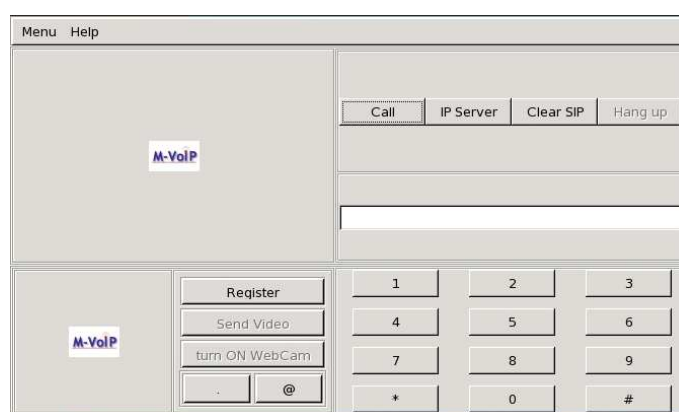 Menu Help
Call IP Server Clear SIP Hang up
M-VoIP
Register
Send Video
turn ON WebCam
. @
M-VoIP
1 2 3
4 5 6
7 8 9
* 0 #